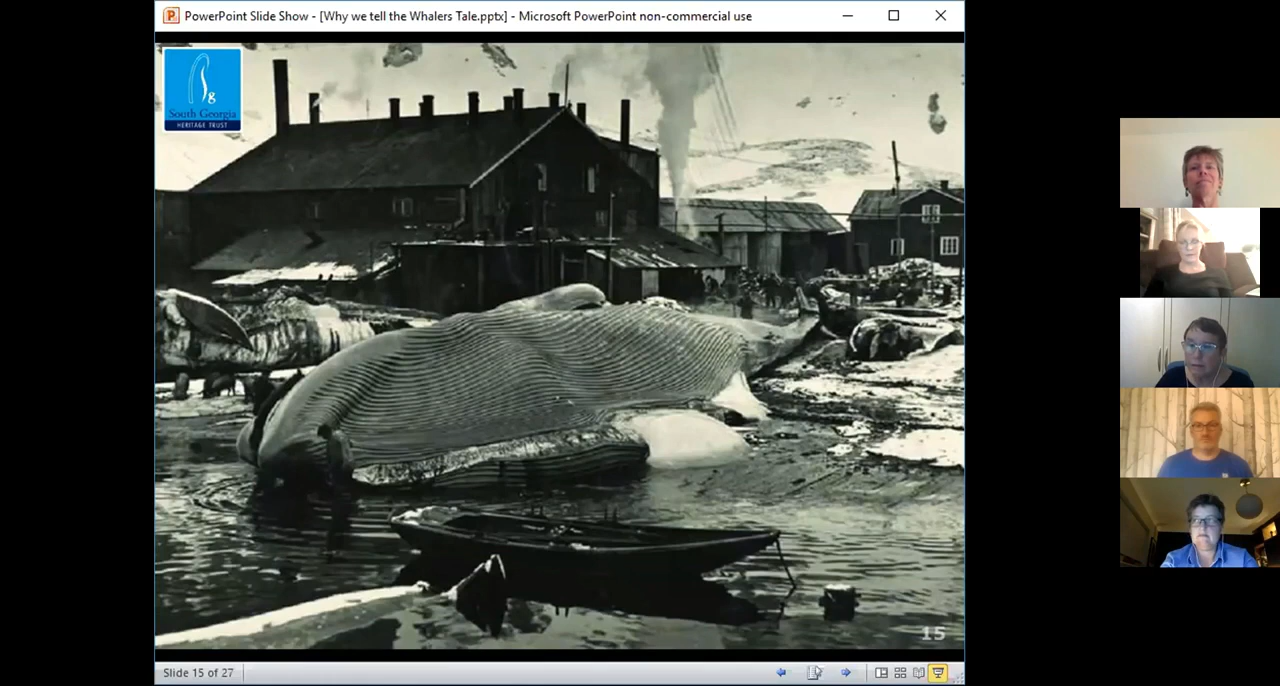 PowerPoint Slide Show - [Why we tell the Whalers Tale.pptx] - Microsoft PowerPoint non-commercial use
South Georgia
HERITAGE TRUST
15
Slide 15 of 27